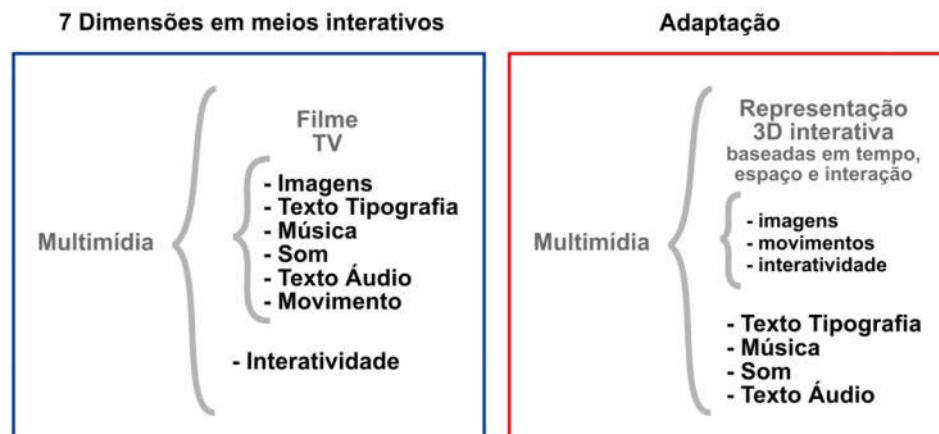 7 Dimensões em meios interativos
Multimídia
Filme
TV
- Imagens
- Texto Tipografia
- Música
- Som
- Texto Áudio
- Movimento
- Interatividade
Adaptação
Multimídia
Representação
3D interativa
baseadas em tempo,
espaço e interação
- imagens
- movimentos
- interatividade
- Texto Tipografia
- Música
- Som
- Texto Áudio